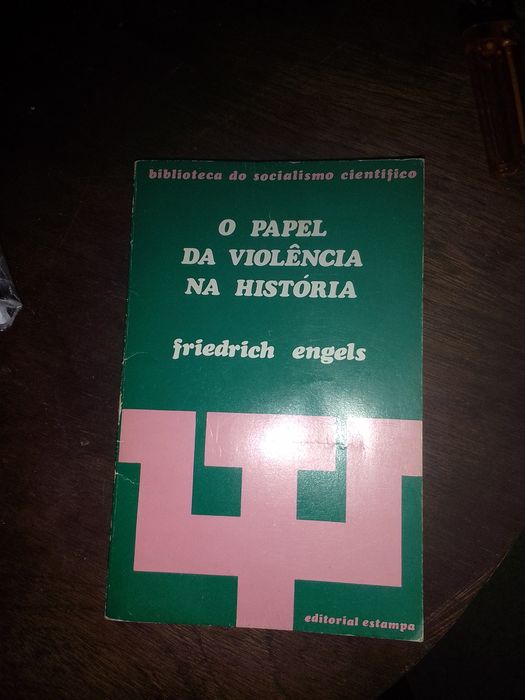 biblioteca do socialismo científico
O PAPEL
DA VIOLÊNCIA
NA HISTÓRIA
friedrich engels
editorial estampa